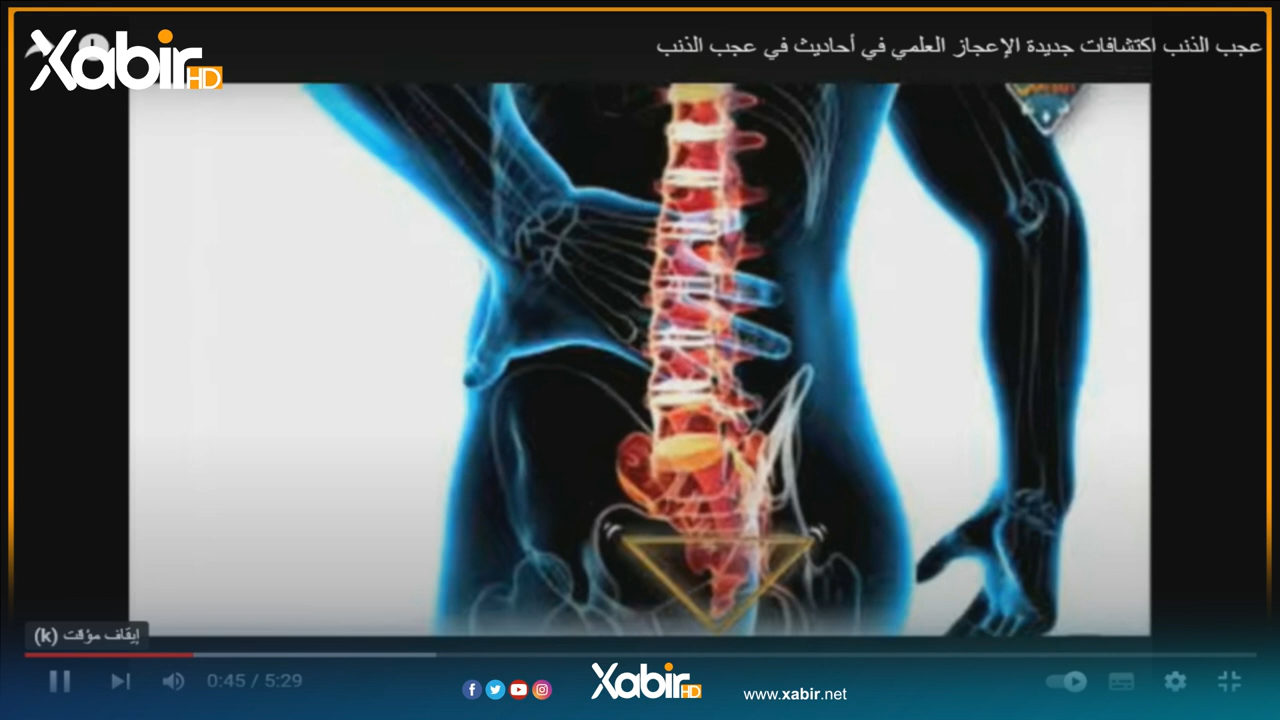 Xabir HD
عجب الذنب اكتشافات جديدة الإعجاز العلمي في أحاديث في عجب الذنب
إيقاف مؤقت (k)
0:45 / 5:29
Xabir HD
www.xabir.net